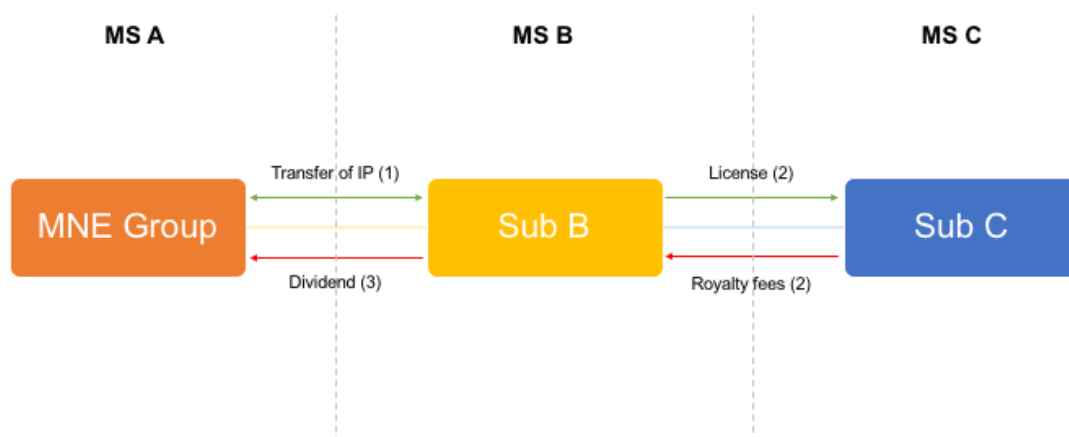 MS A
MS B
MS C
Transfer of IP (1)
License (2)
MNE Group
Sub B
Sub C
Dividend (3)
Royalty fees (2)